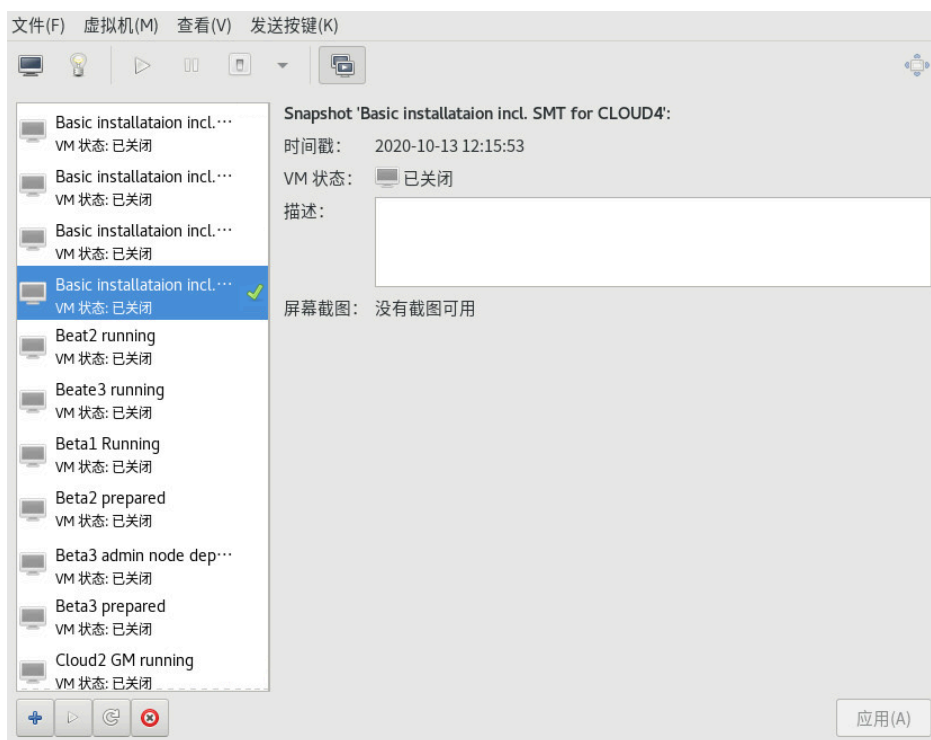 文件(F) 虚拟机(M) 查看(V) 发送按键(K)
Basic installataion incl.···
VM 状态: 已关闭
Basic installataion incl.···
VM 状态: 已关闭
Basic installataion incl.···
VM 状态: 已关闭
Basic installataion incl.···
VM 状态: 已关闭
Beat2 running
VM 状态: 已关闭
Beate3 running
VM 状态: 已关闭
Beta1 Running
VM 状态: 已关闭
Beta2 prepared
VM 状态: 已关闭
Beta3 admin node dep···
VM 状态: 已关闭
Beta3 prepared
VM 状态: 已关闭
Cloud2 GM running
VM 状态: 已关闭
Snapshot 'Basic installataion incl. SMT for CLOUD4':
时间戳: 2020-10-13 12:15:53
VM 状态: 已关闭
描述:
屏幕截图: 没有截图可用
应用(A)